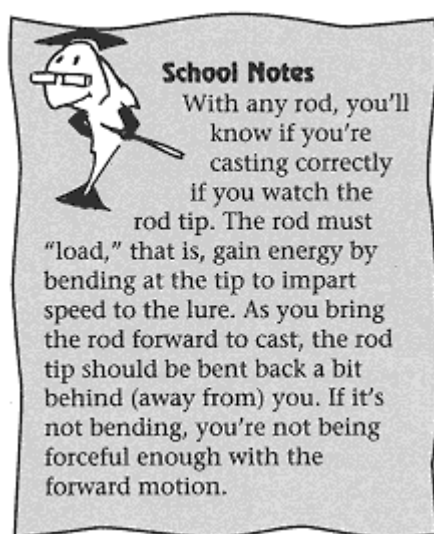 School Notes
With any rod, you'll
know if you're
casting correctly
if you watch the
rod tip. The rod must
"load," that is, gain energy by
bending at the tip to impart
speed to the lure. As you bring
the rod forward to cast, the rod
tip should be bent back a bit
behind (away from) you. If it's
not bending, you're not being
forceful enough with the
forward motion.